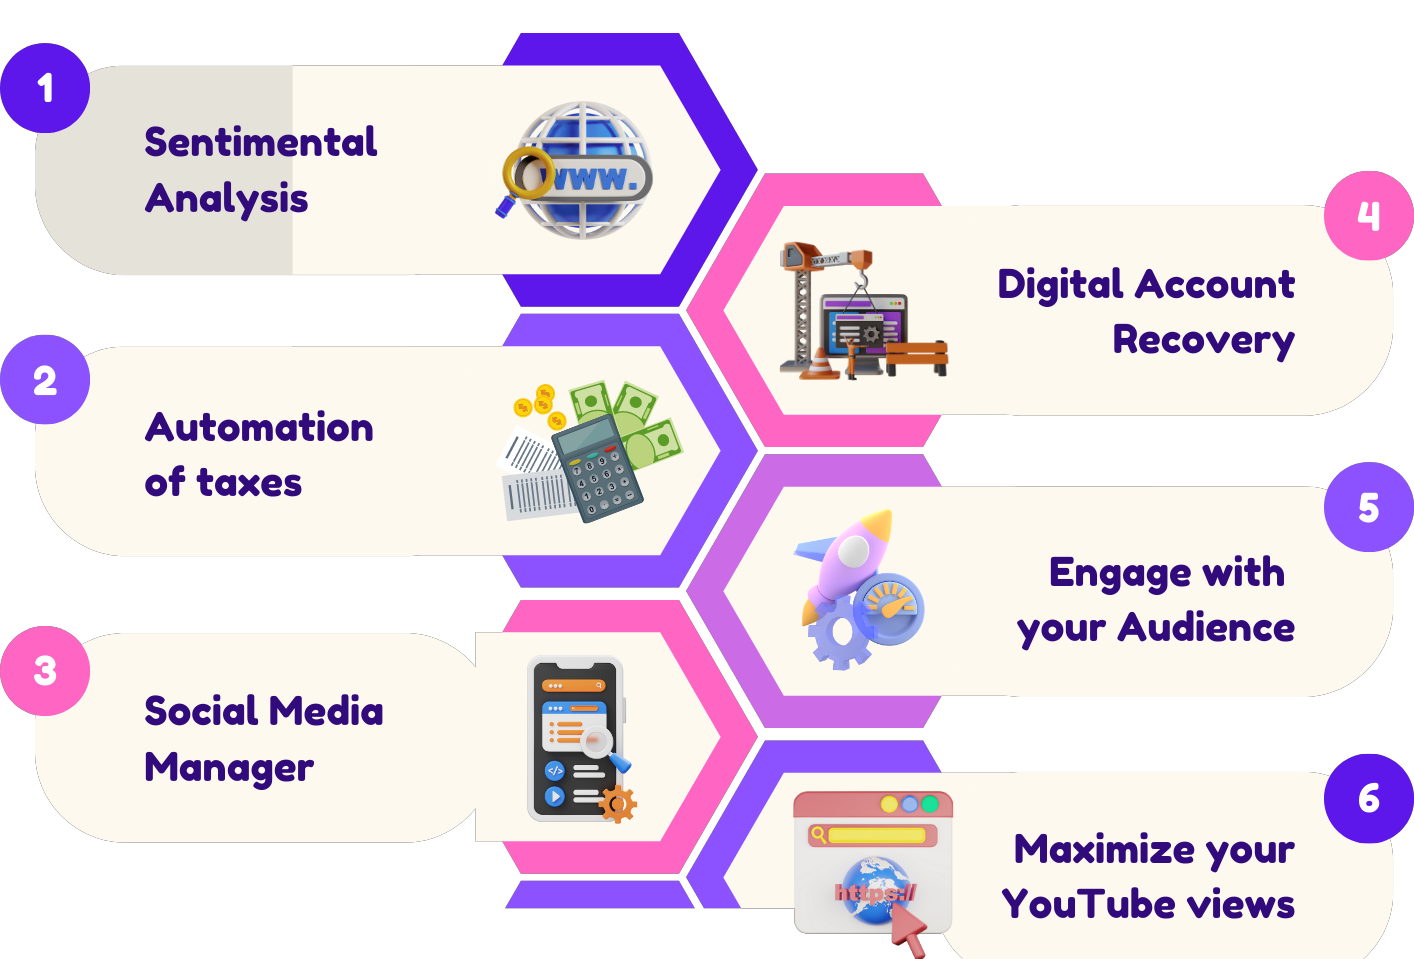 1
Sentimental
Analysis
www.
2
Automation
of taxes
3
Social Media
Manager
4
Digital Account
Recovery
5
Engage with
your Audience
6
Maximize your
YouTube views
https://